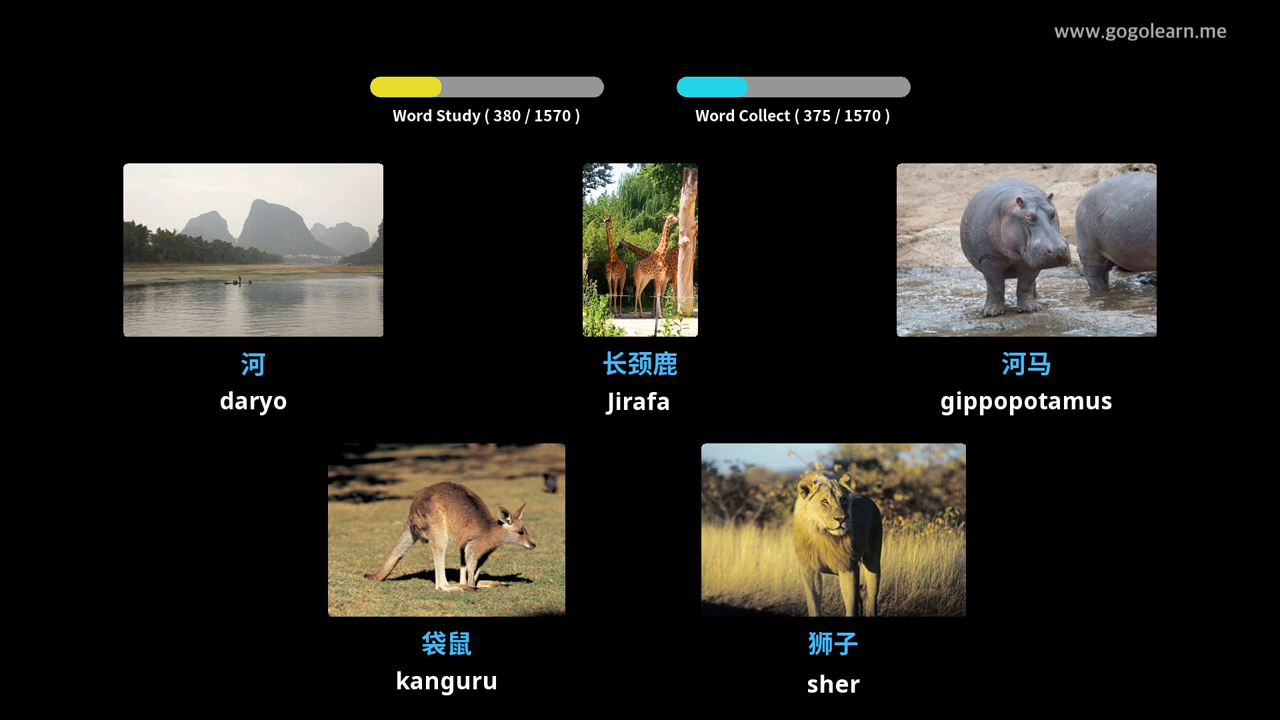 www.gogolearn.me
Word Study ( 380 / 1570 )
Word Collect ( 375 / 1570 )
河
长颈鹿
河马
daryo
Jirafa
gippopotamus
袋鼠
狮子
kanguru
sher